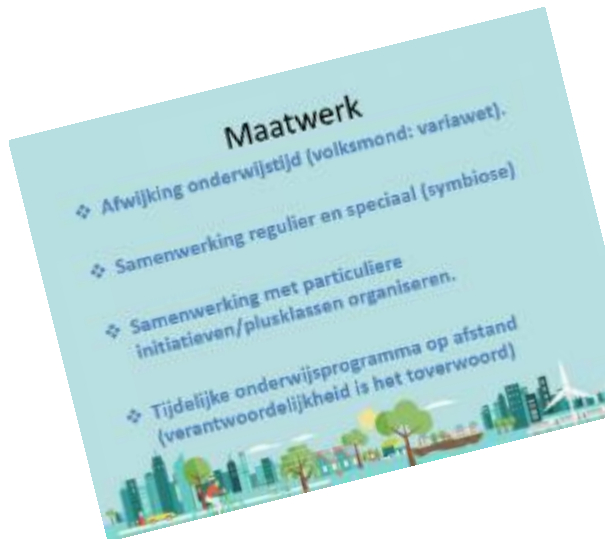 Maatwerk
❖ Afwijking onderwijstijd (volksmond: variawet).
❖ Samenwerking regulier en speciaal (symbiose)
❖ Samenwerking met particuliere
initiatieven/plusklassen organiseren.
❖ Tijdelijke onderwijsprogramma op afstand
(verantwoordelijkheid is het toverwoord)